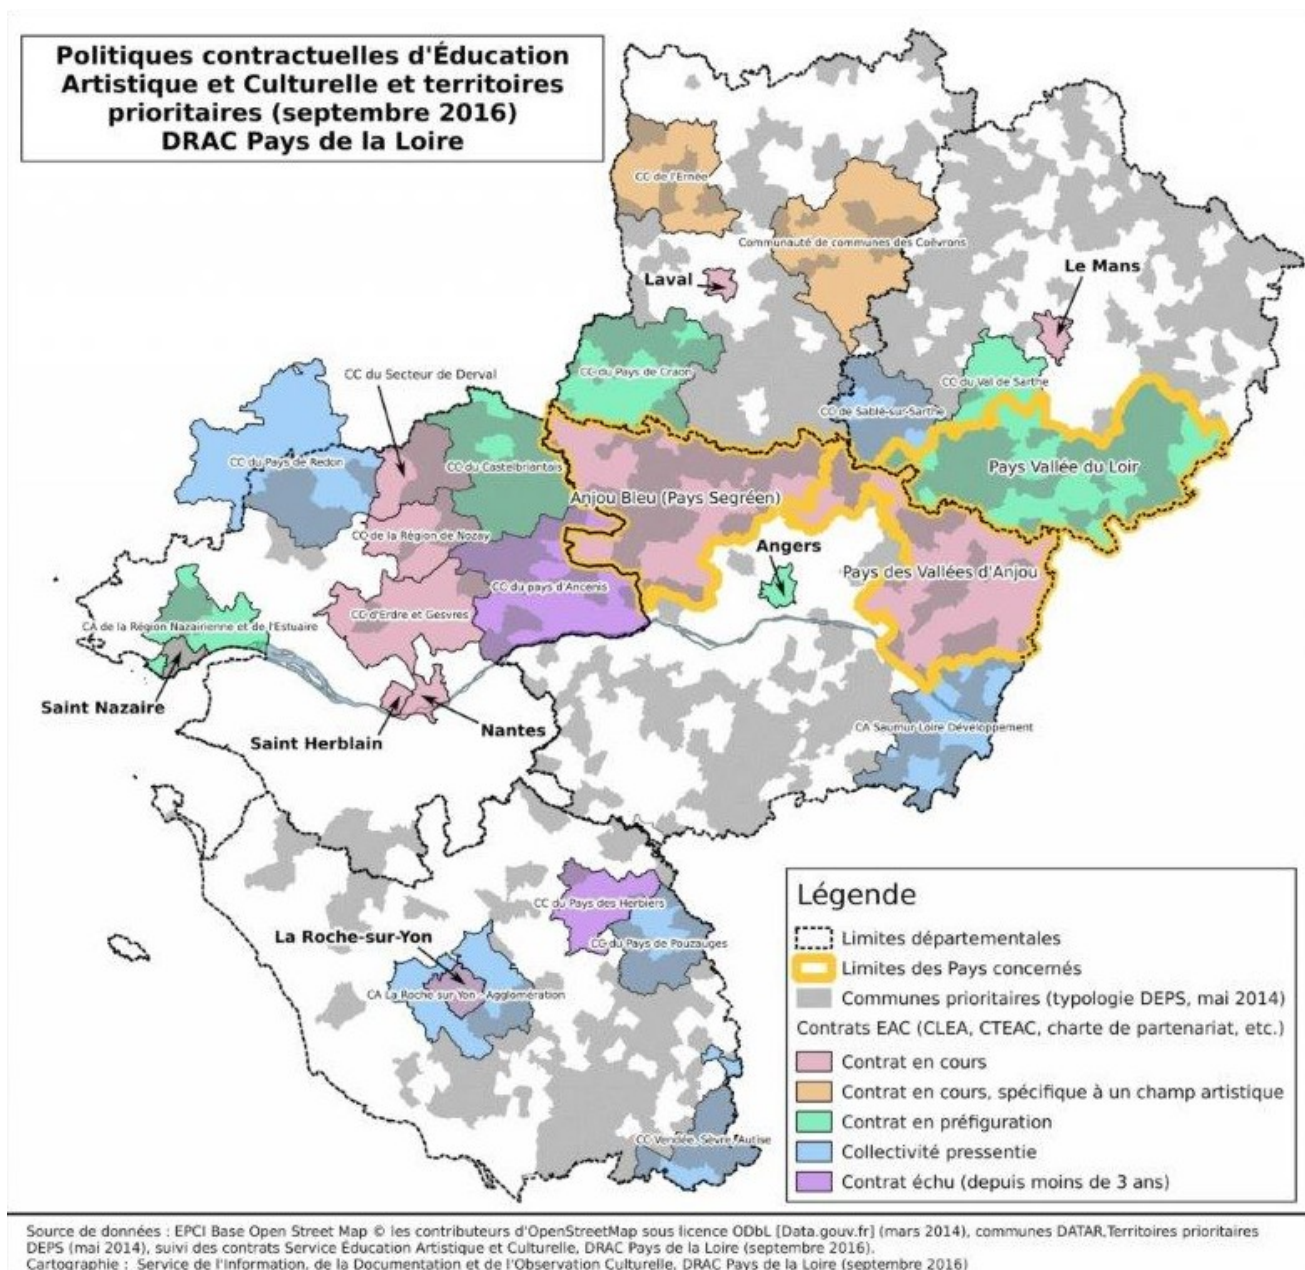 Politiques contractuelles d'Éducation
Artistique et Culturelle et territoires
prioritaires (septembre 2016)
DRAC Pays de la Loire
CC de l'Ernée
Communauté de communes des Coëvrons
Laval
Le Mans
CC du Secteur de Derval
CC du Pays de Craon
CC du Val de Sarthe
CC de Sablé-sur-Sarthe
CC du Pays de Redon
CC du Castelbriantais
Pays Vallée du Loir
Anjou Bleu (Pays Segréen)
CC de la Région de Nozay
Angers
Pays des Vallées d'Anjou
CC du pays d'Ancenis
CC d'Erdre et Gesvres
CA de la Région Nazairienne et de l'Estuaire
Saint Nazaire
Saint Herblain
Nantes
CA Saumur Loire Développement
CC du Pays des Herbiers
La Roche-sur-Yon
CC du Pays de Pouzauges
CA La Roche sur Yon - Agglomération
CC Vendée, Sèvre, Autise
Légende
Limites départementales
Limites des Pays concernés
Communes prioritaires (typologie DEPS, mai 2014)
Contrats EAC (CLEA, CTEAC, charte de partenariat, etc.)
Contrat en cours
Contrat en cours, spécifique à un champ artistique
Contrat en préfiguration
Collectivité pressentie
Contrat échu (depuis moins de 3 ans)
Source de données : EPCI Base Open Street Map © les contributeurs d'OpenStreetMap sous licence ODbL [Data.gouv.fr] (mars 2014), communes DATAR,Territoires prioritaires
DEPS (mai 2014), suivi des contrats Service Éducation Artistique et Culturelle, DRAC Pays de la Loire (septembre 2016).
Cartographie : Service de l'Information, de la Documentation et de l'Observation Culturelle, DRAC Pays de la Loire (septembre 2016)